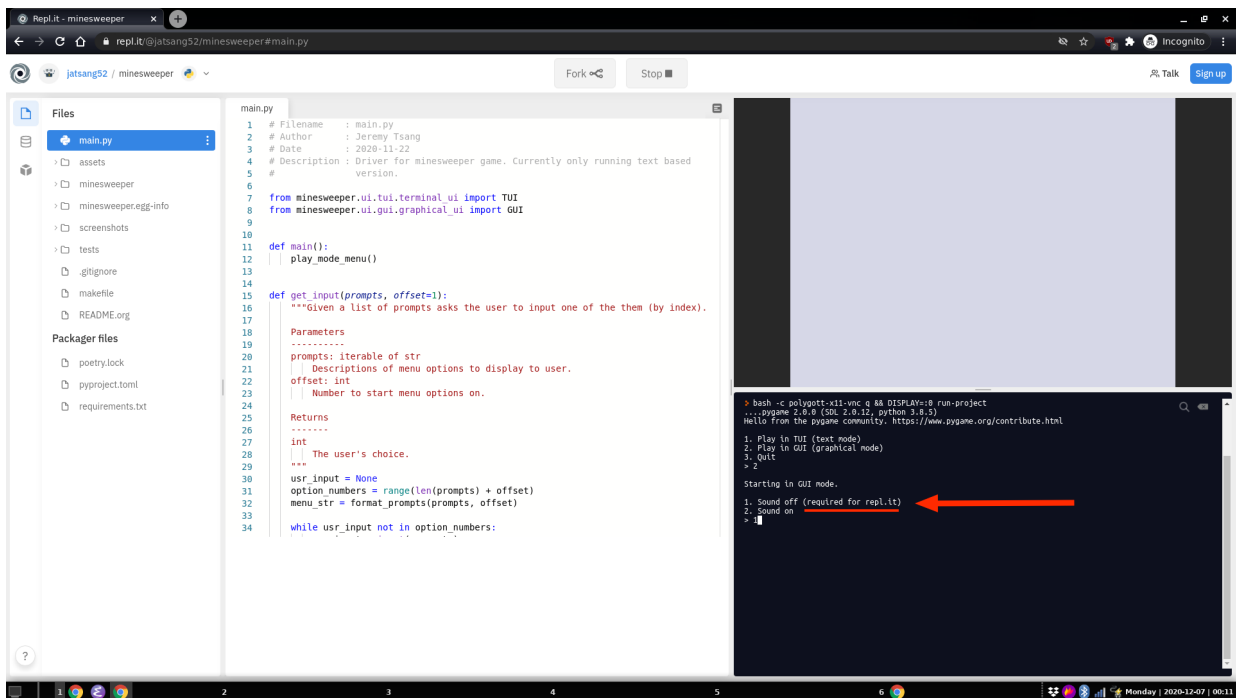 Repl.it - minesweeper
repl.it/@jatsang52/minesweeper#main.py
Incognito
jatsang52 / minesweeper
Fork
Stop
Talk
Sign up
Files
main.py
assets
minesweeper
minesweeper.egg-info
screenshots
tests
.gitignore
makefile
README.org
Packager files
poetry.lock
pyproject.toml
requirements.txt
main.py
1 # Filename : main.py
2 # Author : Jeremy Tsang
3 # Date : 2020-11-22
4 # Description : Driver for minesweeper game. Currently only running text based
5 # version.
6
7 from minesweeper.ui.tui.terminal_ui import TUI
8 from minesweeper.ui.gui.graphical_ui import GUI
9
10
11 def main():
12 play_mode_menu()
13
14
15 def get_input(prompts, offset=1):
16 """Given a list of prompts asks the user to input one of the them (by index).
17
18 Parameters
19 ----------
20 prompts: iterable of str
21 Descriptions of menu options to display to user.
22 offset: int
23 Number to start menu options on.
24
25 Returns
26 -------
27 int
28 The user's choice.
29 """
30 usr_input = None
31 option_numbers = range(len(prompts) + offset)
32 menu_str = format_prompts(prompts, offset)
33
34 while usr_input not in option_numbers:
> bash -c polygott-x11-vnc q && DISPLAY=:0 run-project
....pygame 2.0.0 (SDL 2.0.12, python 3.8.5)
Hello from the pygame community. https://www.pygame.org/contribute.html
1. Play in TUI (text mode)
2. Play in GUI (graphical mode)
3. Quit
> 2
Starting in GUI mode.
1. Sound off (required for repl.it)
2. Sound on
> 1
?
1 2 3 4 5 6
Monday | 2020-12-07 | 00:11